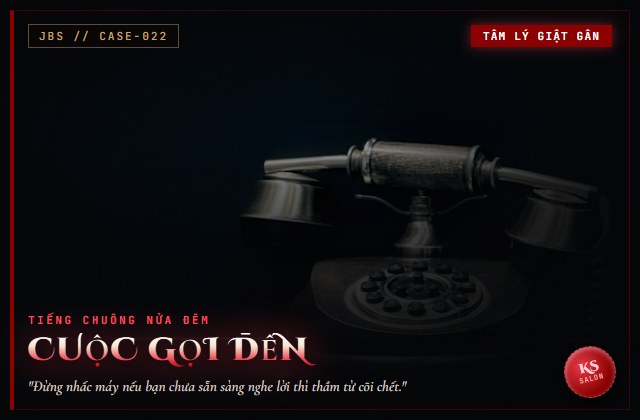 JBS // CASE-022
TÂM LÝ GIẬT GÂN
TIẾNG CHUÔNG NỬA ĐÊM
CUỘC GỌI ĐẾN
"Đừng nhấc máy nếu bạn chưa sẵn sàng nghe lời thì thầm từ cõi chết."
KS
SALON